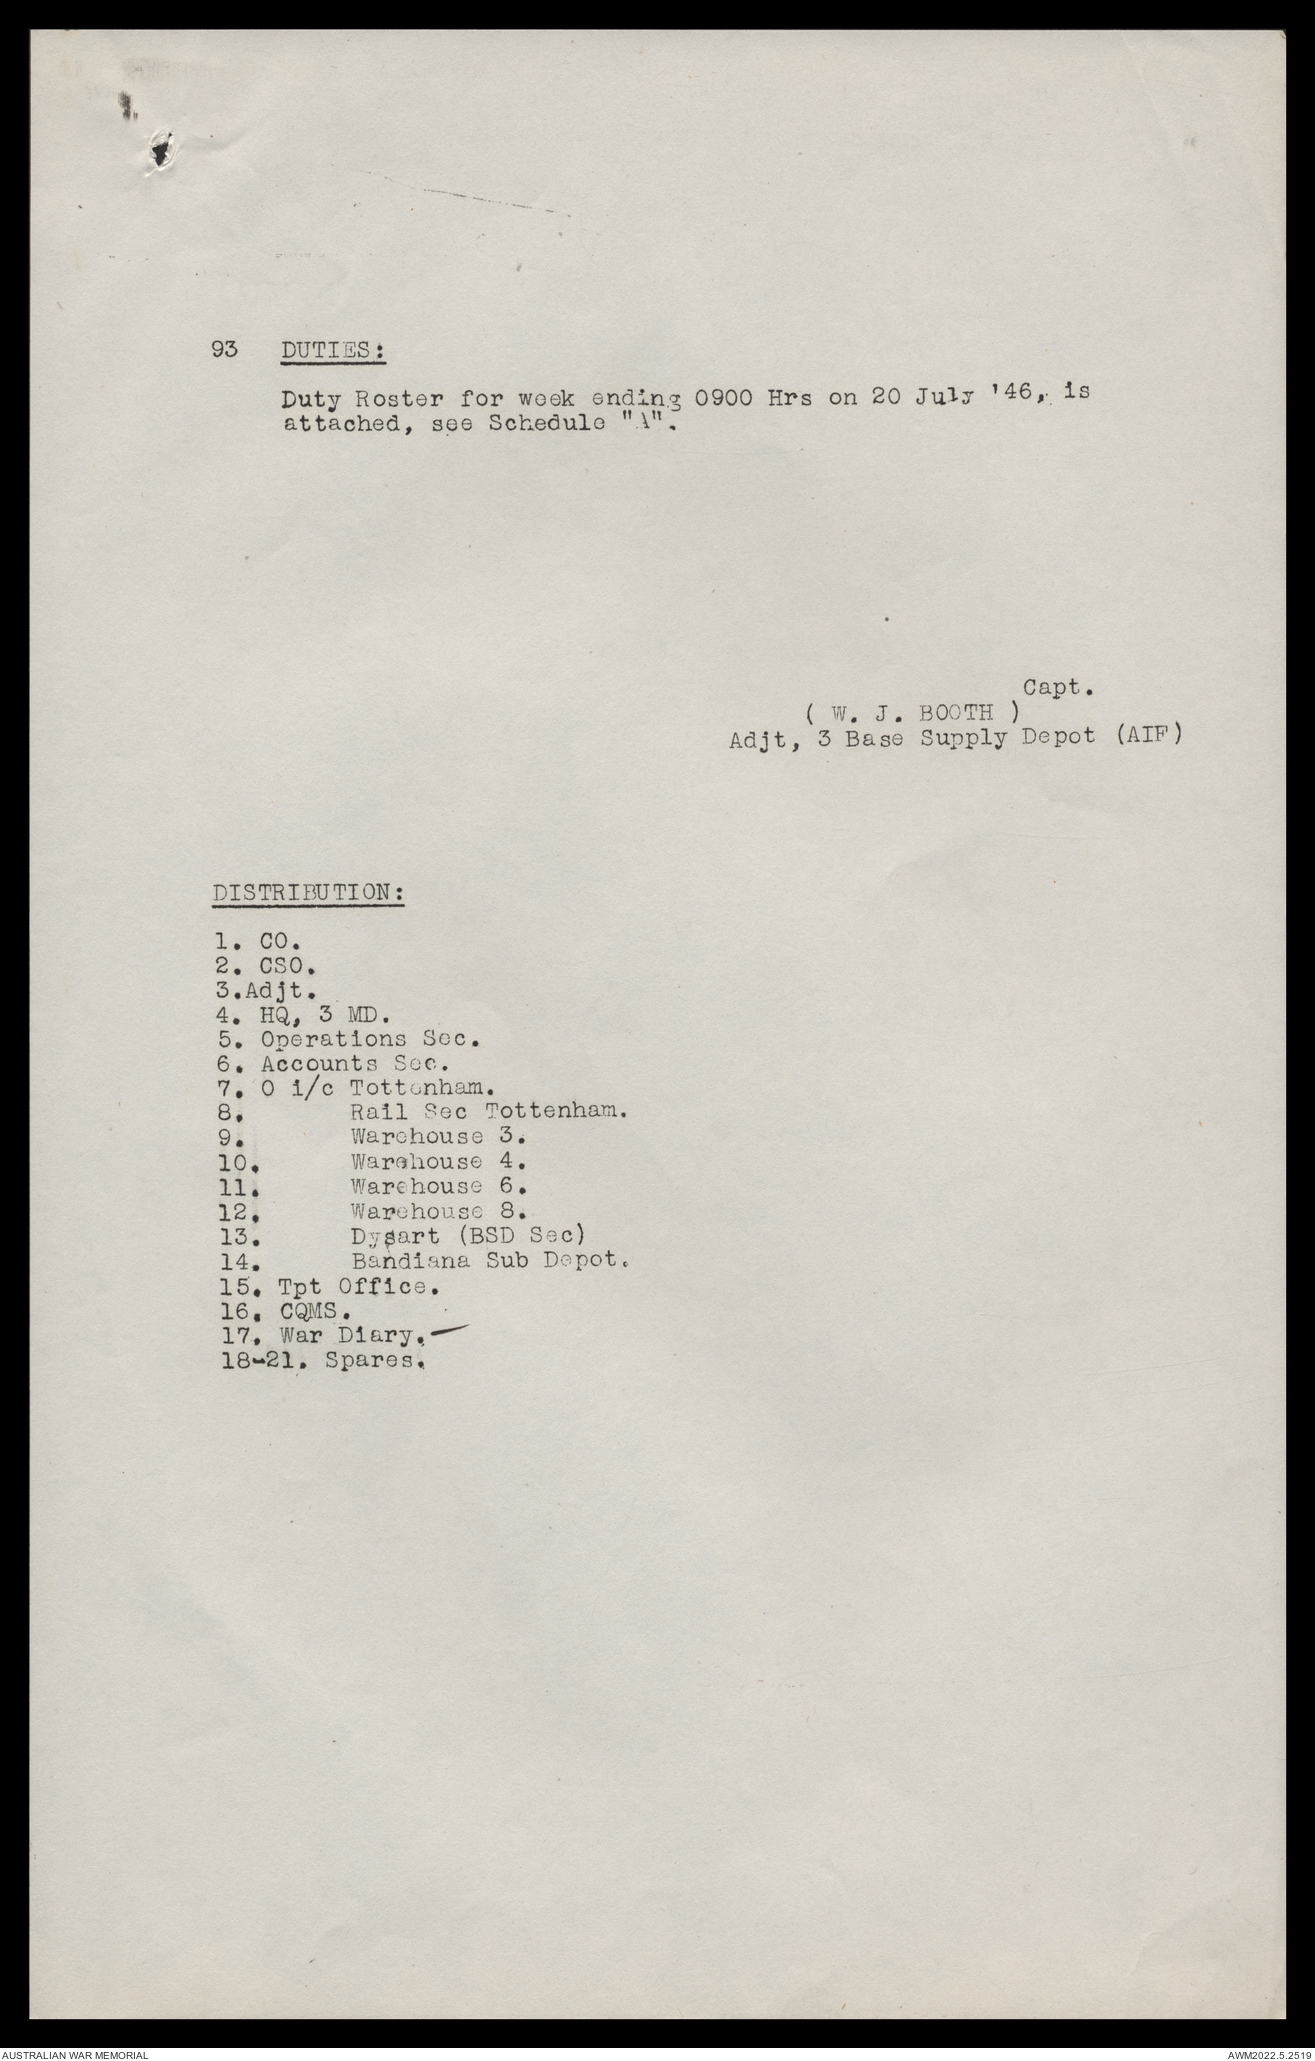 93 DUTIES:
Duty Roster for week ending 0900 Hrs on 20 July '46, is
attached, see Schedule "A".
Capt.
( W. J. BOOTH )
Adjt, 3 Base Supply Depot (AIF)
DISTRIBUTION:
1. CO.
2. CSO.
3.Adjt.
4. HQ, 3 MD.
5. Operations Sec.
6. Accounts Sec.
7. O i/c Tottenham.
8. Rail Sec Tottenham.
9. Warehouse 3.
10. Warehouse 4.
11. Warehouse 6.
12. Warehouse 8.
13. Dysart (BSD Sec)
14. Bandiana Sub Depot.
15. Tpt Office.
16. CQMS.
17. War Diary.
18-21. Spares.
AUSTRALIAN WAR MEMORIAL
AWM2022.5.2519